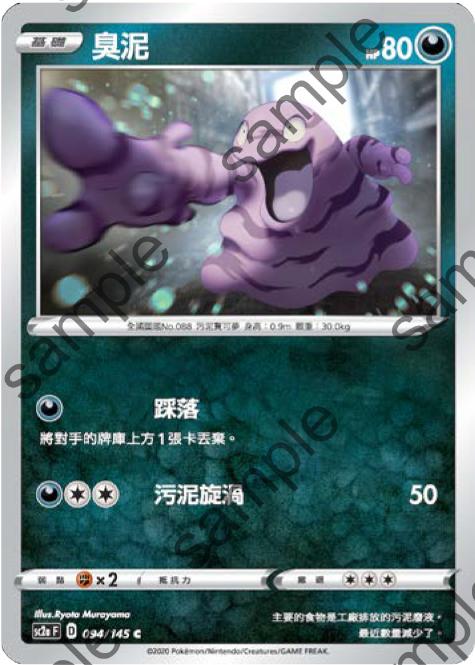 基礎 臭泥 HP80
全國圖鑑No.088 污泥寶可夢 身高:0.9m 體重:30.0kg
踩落
將對手的牌庫上方1張卡丟棄。
污泥旋渦 50
弱點 ×2 抵抗力 撤退
Illus.Ryota Murayama
sc2a F D 094/145 C
主要的食物是工廠排放的污泥廢液。
最近數量減少了。
©2020 Pokémon/Nintendo/Creatures/GAME FREAK.
sample
sample
sample
sample
sample
sample